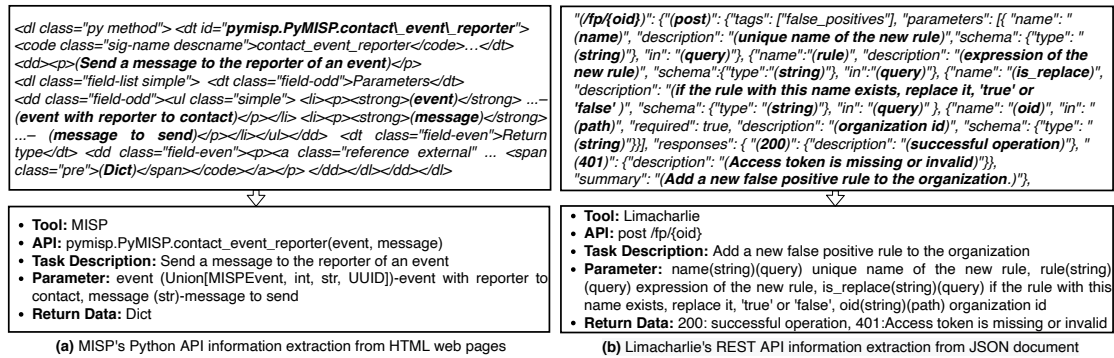 <dl class="py method"> <dt id="pymisp.PyMISP.contact\_event\_reporter">
<code class="sig-name descname">contact_event_reporter</code>…</dt>
<dd><p>(Send a message to the reporter of an event)</p>
<dl class="field-list simple"> <dt class="field-odd">Parameters</dt>
<dd class="field-odd"><ul class="simple"> <li><p><strong>(event)</strong> ...–
(event with reporter to contact)</p></li> <li><p><strong>(message)</strong>
...– (message to send)</p></li></ul></dd> <dt class="field-even">Return
type</dt> <dd class="field-even"><p><a class="reference external" ... <span
class="pre">(Dict)</span></code></a></p> </dd></dl></dd></dl>
• Tool: MISP
• API: pymisp.PyMISP.contact_event_reporter(event, message)
• Task Description: Send a message to the reporter of an event
• Parameter: event (Union[MISPEvent, int, str, UUID])-event with reporter to
contact, message (str)-message to send
• Return Data: Dict
(a) MISP's Python API information extraction from HTML web pages
"(/fp/{oid})": {"(post)": {"tags": ["false_positives"], "parameters": [{ "name": "
(name)", "description": "(unique name of the new rule)","schema": {"type": "
(string)"}, "in": "(query)"}, {"name":"(rule)", "description": "(expression of the
new rule)", "schema":{"type":"(string)"}, "in":"(query)"}, {"name": "(is_replace)",
"description": "(if the rule with this name exists, replace it, 'true' or
'false' )", "schema": {"type": "(string)"}, "in": "(query)" }, {"name": "(oid)", "in": "
(path)", "required": true, "description": "(organization id)", "schema": {"type": "
(string)"}}], "responses": { "(200)": {"description": "(successful operation)"}, "
(401)": {"description": "(Access token is missing or invalid)"}},
"summary": "(Add a new false positive rule to the organization.)"},
• Tool: Limacharlie
• API: post /fp/{oid}
• Task Description: Add a new false positive rule to the organization
• Parameter: name(string)(query) unique name of the new rule, rule(string)
(query) expression of the new rule, is_replace(string)(query) if the rule with this
name exists, replace it, 'true' or 'false', oid(string)(path) organization id
• Return Data: 200: successful operation, 401:Access token is missing or invalid
(b) Limacharlie's REST API information extraction from JSON document